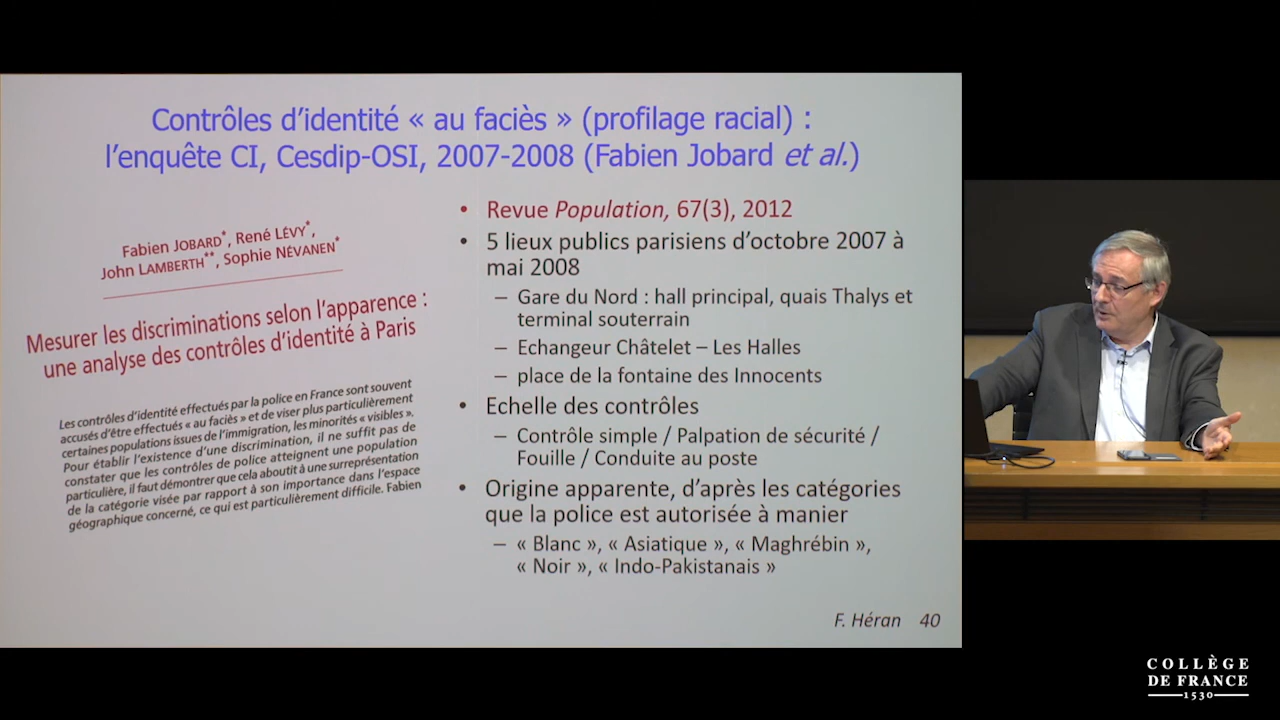 Contrôles d'identité « au faciès » (profilage racial) :
l'enquête CI, Cesdip-OSI, 2007-2008 (Fabien Jobard et al.)
Fabien JOBARD*, René LÉVY*,
John LAMBERTH**, Sophie NÉVANEN*
Mesurer les discriminations selon l'apparence :
une analyse des contrôles d'identité à Paris
Les contrôles d'identité effectués par la police en France sont souvent
accusés d'être effectués « au faciès » et de viser plus particulièrement
certaines populations issues de l'immigration, les minorités « visibles ».
Pour établir l'existence d'une discrimination, il ne suffit pas de
constater que les contrôles de police atteignent une population
particulière, il faut démontrer que cela aboutit à une surreprésentation
de la catégorie visée par rapport à son importance dans l'espace
géographique concerné, ce qui est particulièrement difficile. Fabien
• Revue Population, 67(3), 2012
• 5 lieux publics parisiens d'octobre 2007 à
mai 2008
– Gare du Nord : hall principal, quais Thalys et
terminal souterrain
– Echangeur Châtelet – Les Halles
– place de la fontaine des Innocents
• Echelle des contrôles
– Contrôle simple / Palpation de sécurité /
Fouille / Conduite au poste
• Origine apparente, d'après les catégories
que la police est autorisée à manier
– « Blanc », « Asiatique », « Maghrébin »,
« Noir », « Indo-Pakistanais »
F. Héran 40
COLLÈGE
DE FRANCE
1530